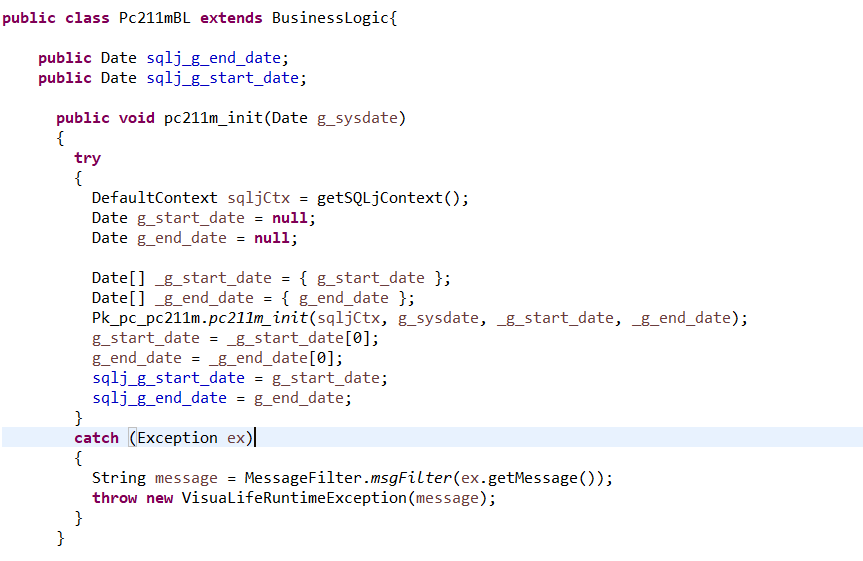 public class Pc211mBL extends BusinessLogic{
public Date sqlj_g_end_date;
public Date sqlj_g_start_date;
public void pc211m_init(Date g_sysdate)
{
try
{
DefaultContext sqljCtx = getSQLjContext();
Date g_start_date = null;
Date g_end_date = null;
Date[] _g_start_date = { g_start_date };
Date[] _g_end_date = { g_end_date };
Pk_pc_pc211m.pc211m_init(sqljCtx, g_sysdate, _g_start_date, _g_end_date);
g_start_date = _g_start_date[0];
g_end_date = _g_end_date[0];
sqlj_g_start_date = g_start_date;
sqlj_g_end_date = g_end_date;
}
catch (Exception ex)
{
String message = MessageFilter.msgFilter(ex.getMessage());
throw new VisuaLifeRuntimeException(message);
}
}